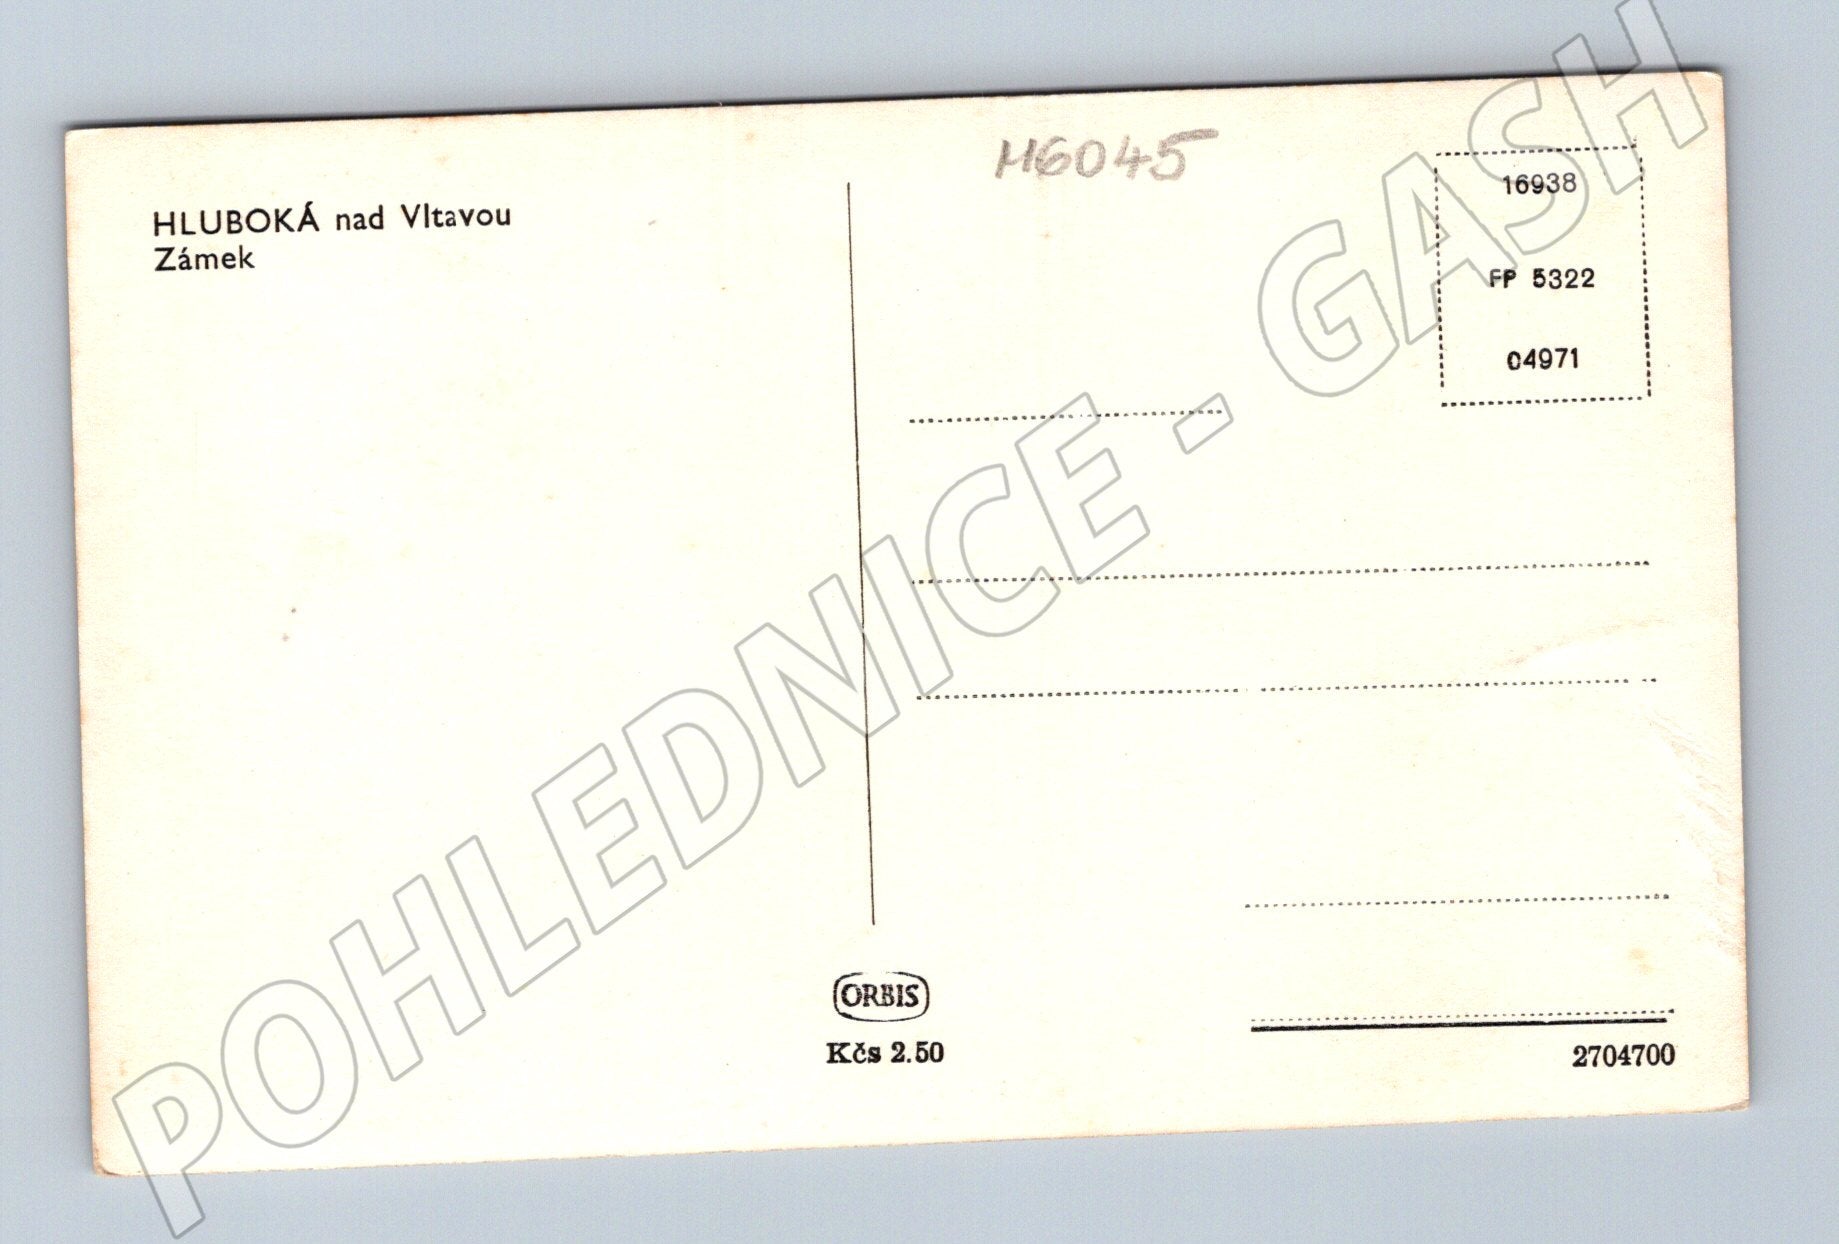 HLUBOKÁ nad Vltavou
Zámek
H6045
16938
FP 5322
04971
ORBIS
Kčs 2.50
2704700
POHLEDNICE - GASH